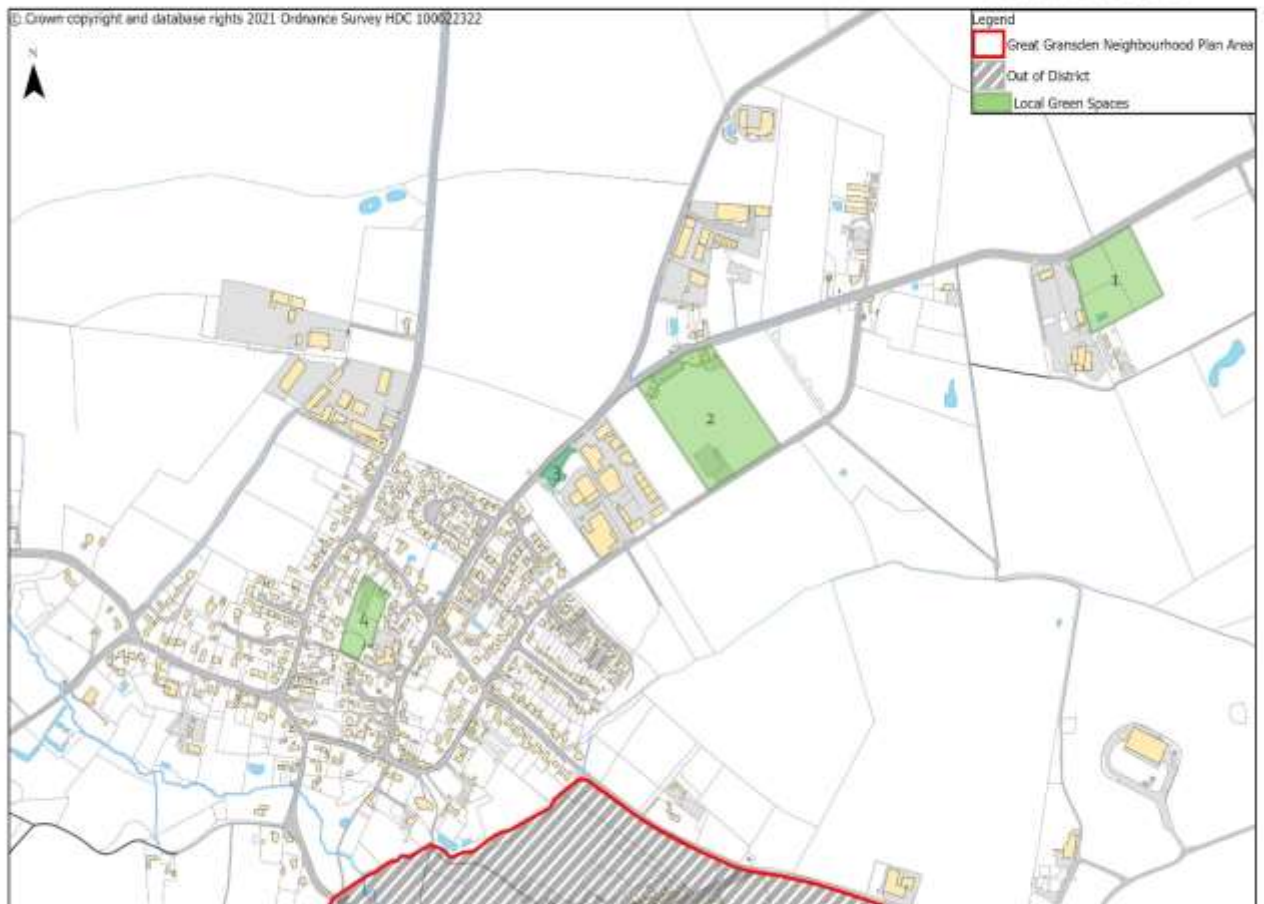 © Crown copyright and database rights 2021 Ordnance Survey HDC 100022322
N
Legend
Great Gransden Neighbourhood Plan Area
Out of District
Local Green Spaces
1
2
3
4